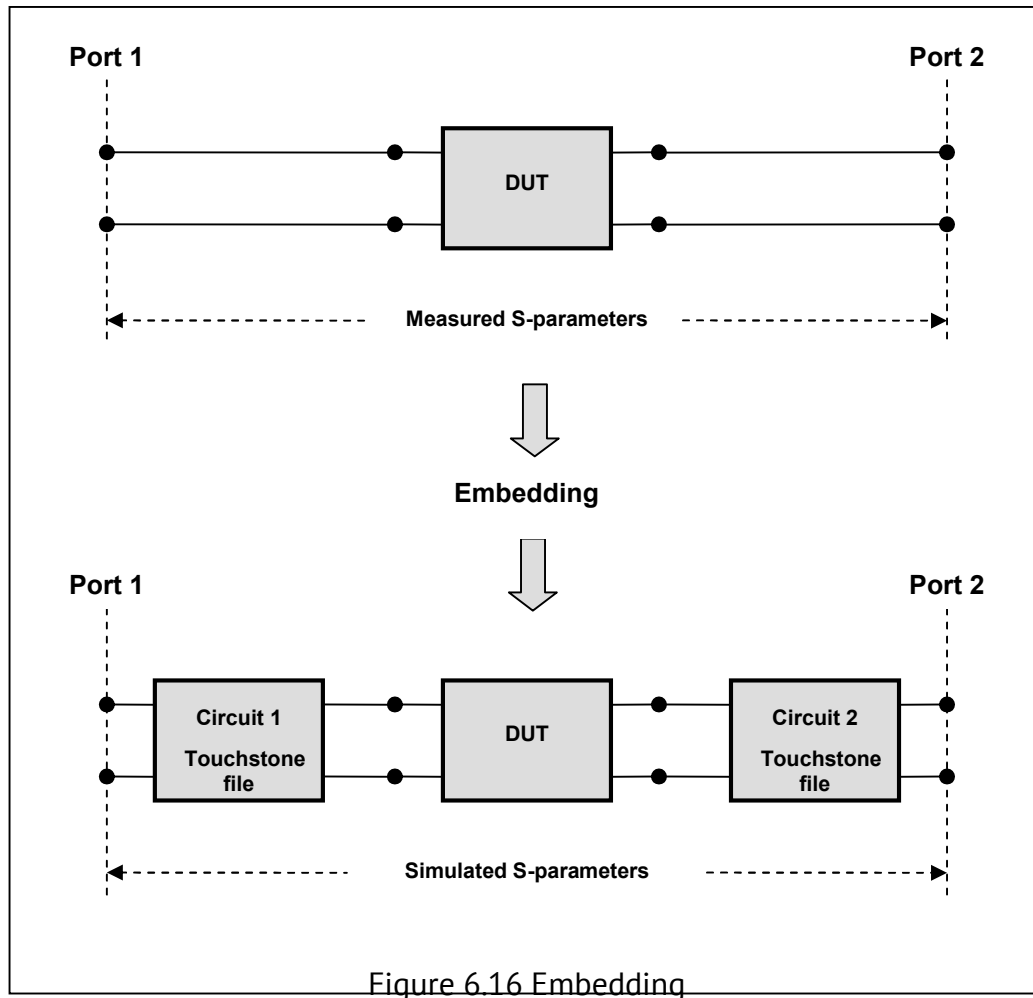 Port 1 Port 2
DUT
Measured S-parameters
Embedding
Port 1 Port 2
Circuit 1 DUT Circuit 2
Touchstone Touchstone
file file
Simulated S-parameters
Figure 6.16 Embedding